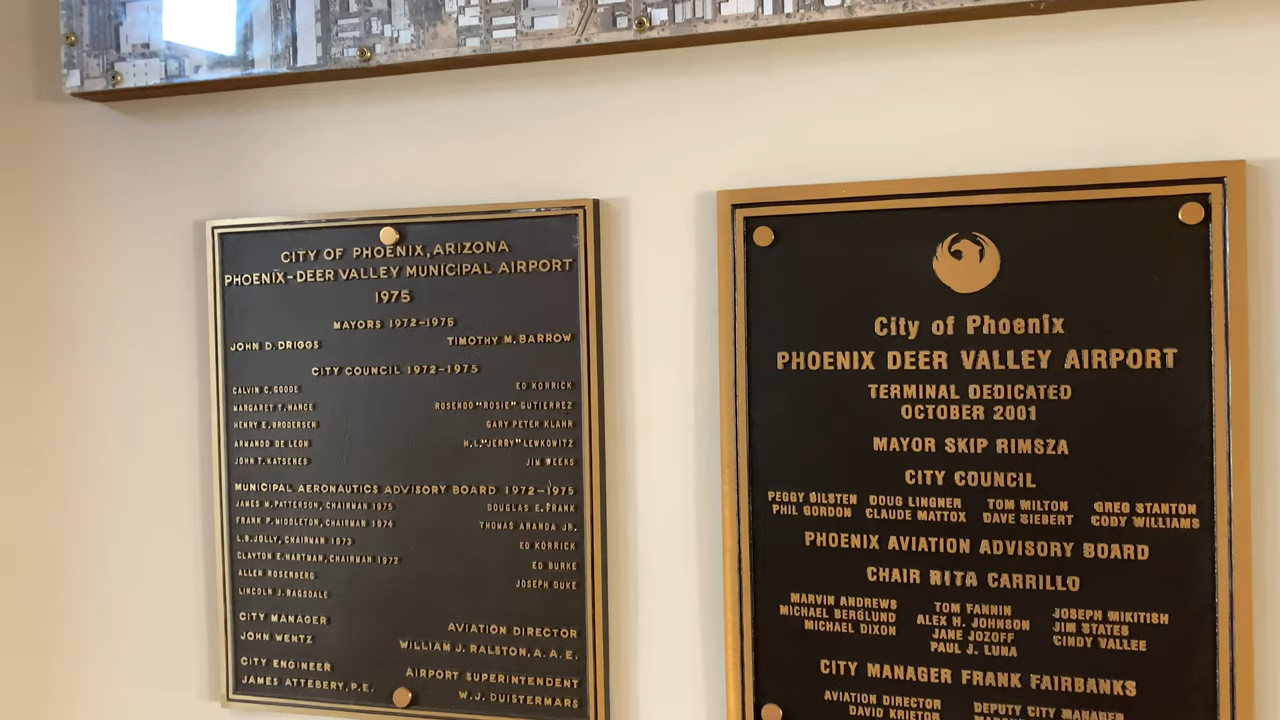 CITY OF PHOENIX, ARIZONA
PHOENIX-DEER VALLEY MUNICIPAL AIRPORT
1975
MAYORS 1972-1975
JOHN D. DRIGGS TIMOTHY M. BARROW
CITY COUNCIL 1972-1975
CALVIN C. GOODE ED KORRICK
MARGARET T. HANCE ROSENDO "ROSIE" GUTIERREZ
HENRY E. BRODERSEN GARY PETER KLAHR
ARMANDO DE LEON H.L. "JERRY" LEWKOWITZ
JOHN T. KATSENES JIM WEEKS
MUNICIPAL AERONAUTICS ADVISORY BOARD 1972-1975
JAMES M. PATTERSON, CHAIRMAN 1975 DOUGLAS E. FRANK
FRANK P. MIDDLETON, CHAIRMAN 1974 THOMAS ARANDA JR.
L.B. JOLLY, CHAIRMAN 1973 ED KORRICK
CLAYTON E. HARTMAN, CHAIRMAN 1972 ED BURKE
ALLEN ROSENBERG JOSEPH DUKE
LINCOLN J. RAGSDALE
CITY MANAGER AVIATION DIRECTOR
JOHN WENTZ WILLIAM J. RALSTON, A.A.E.
CITY ENGINEER AIRPORT SUPERINTENDENT
JAMES ATTEBERY, P.E. W.J. DUISTERMARS
City of Phoenix
PHOENIX DEER VALLEY AIRPORT
TERMINAL DEDICATED
OCTOBER 2001
MAYOR SKIP RIMSZA
CITY COUNCIL
PEGGY BILSTEN DOUG LINGNER TOM MILTON GREG STANTON
PHIL GORDON CLAUDE MATTOX DAVE SIEBERT CODY WILLIAMS
PHOENIX AVIATION ADVISORY BOARD
CHAIR RITA CARRILLO
MARVIN ANDREWS TOM FANNIN JOSEPH MIKITISH
MICHAEL BERGLUND ALEX H. JOHNSON JIM STATES
MICHAEL DIXON JANE JOZOFF CINDY VALLEE
PAUL J. LUNA
CITY MANAGER FRANK FAIRBANKS
AVIATION DIRECTOR DEPUTY CITY MANAGER
DAVID KRIETOR